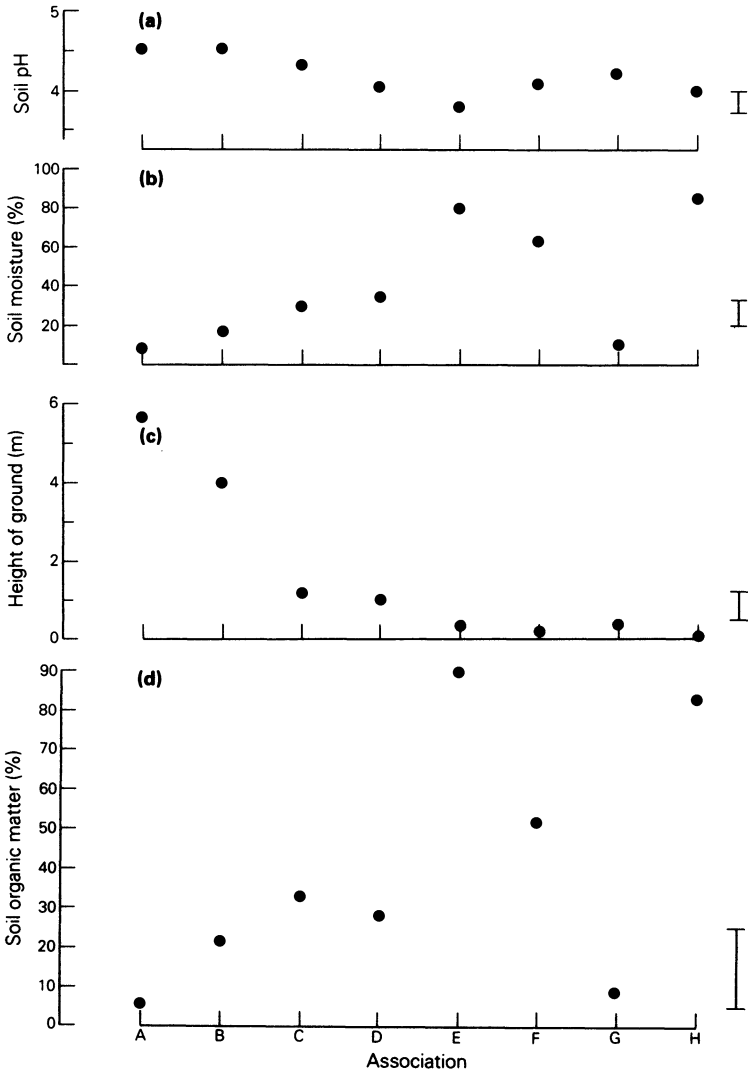 (a)
Soil pH
5
4
(b)
Soil moisture (%)
100
80
60
40
20
(c)
Height of ground (m)
6
4
2
0
(d)
Soil organic matter (%)
90
80
70
60
50
40
30
20
10
0
A B C D E F G H
Association